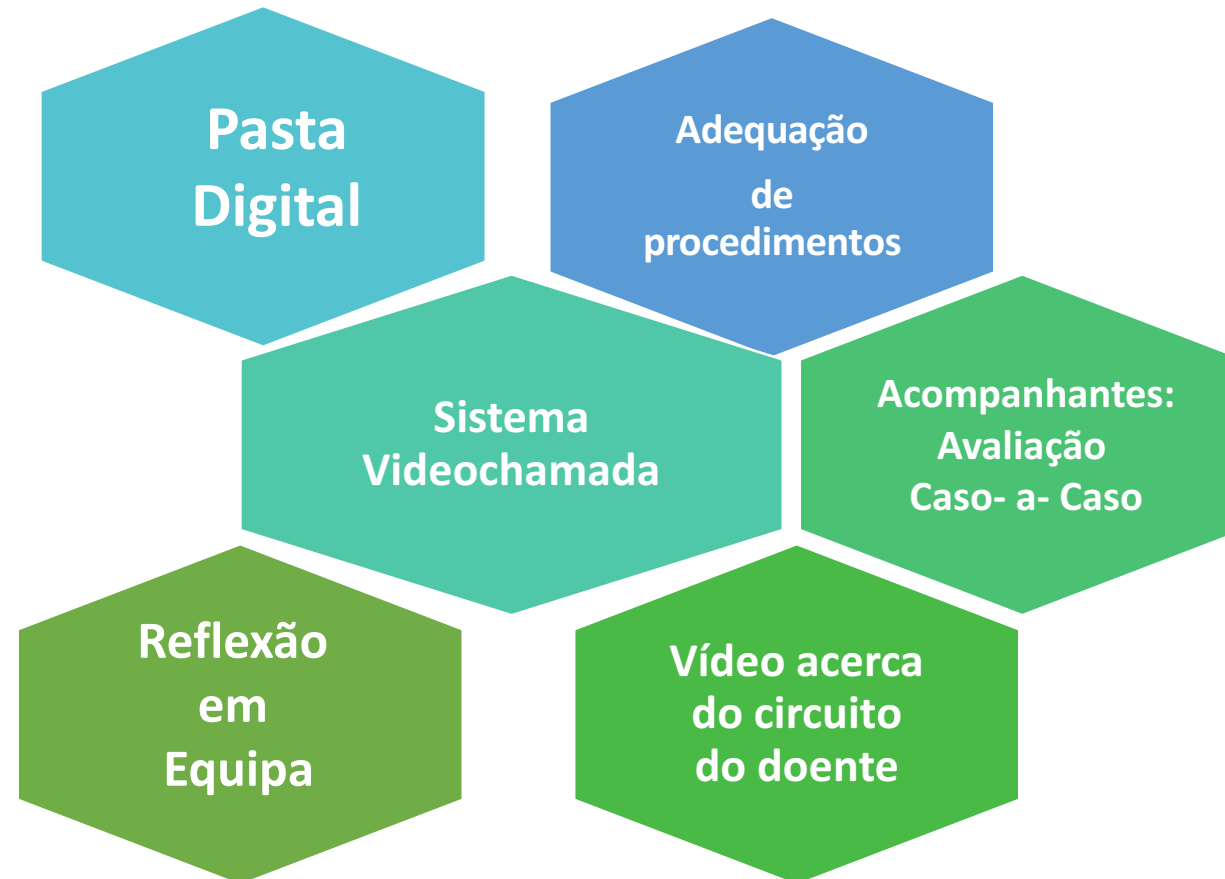 Pasta
Digital
Adequação
de
procedimentos
Sistema
Videochamada
Acompanhantes:
Avaliação
Caso- a- Caso
Reflexão
em
Equipa
Vídeo acerca
do circuito
do doente